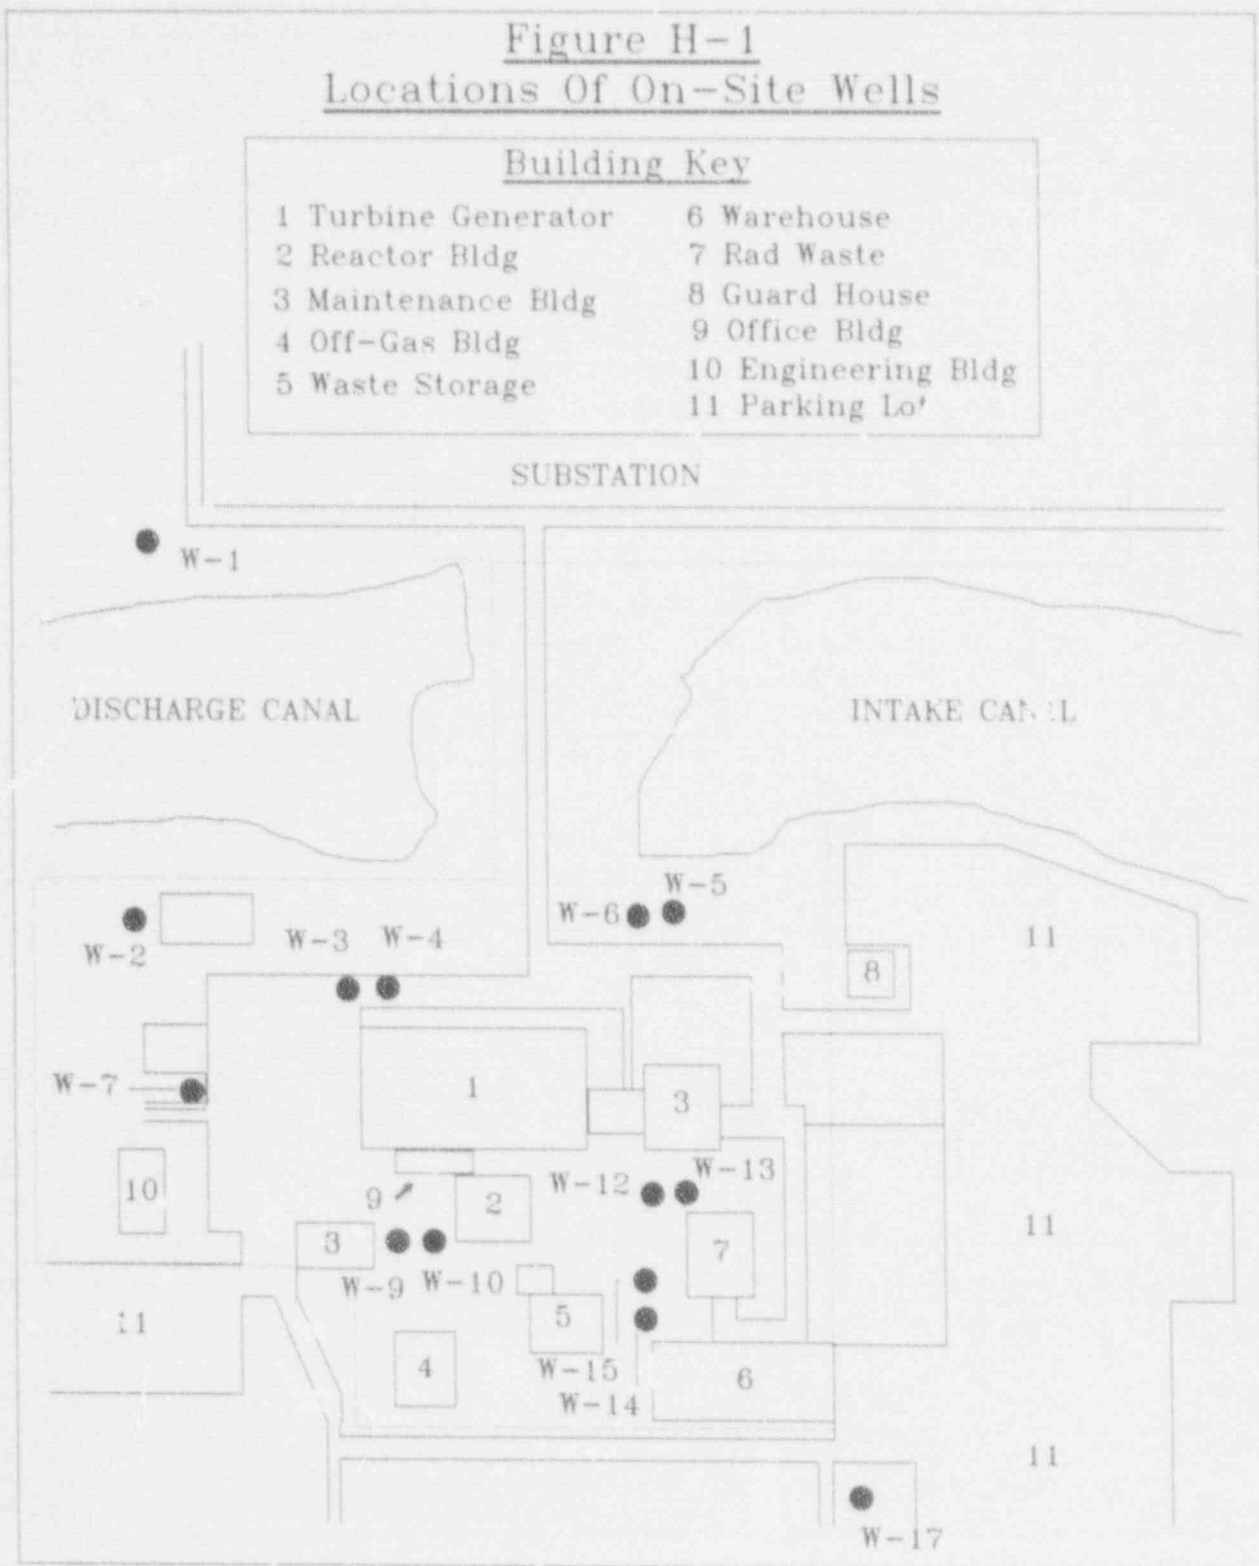 Figure H-1
Locations Of On-Site Wells
Building Key
1 Turbine Generator
2 Reactor Bldg
3 Maintenance Bldg
4 Off-Gas Bldg
5 Waste Storage
6 Warehouse
7 Rad Waste
8 Guard House
9 Office Bldg
10 Engineering Bldg
11 Parking Lo'
SUBSTATION
W-1
DISCHARGE CANAL
INTAKE CANAL
W-5
W-6
W-2
W-3
W-4
11
8
W-7
1
3
10
9
2
W-12
W-13
3
W-9
W-10
7
11
11
5
4
W-15
W-14
6
11
W-17